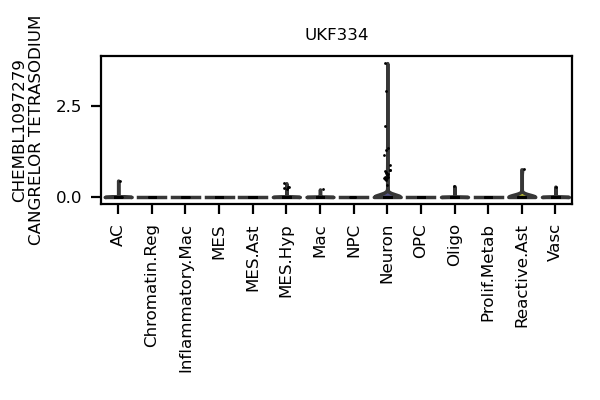 UKF334
CHEMBL1097279
CANGRELOR TETRASODIUM
2.5
0.0
AC
Chromatin.Reg
Inflammatory.Mac
MES
MES.Ast
MES.Hyp
Mac
NPC
Neuron
OPC
Oligo
Prolif.Metab
Reactive.Ast
Vasc